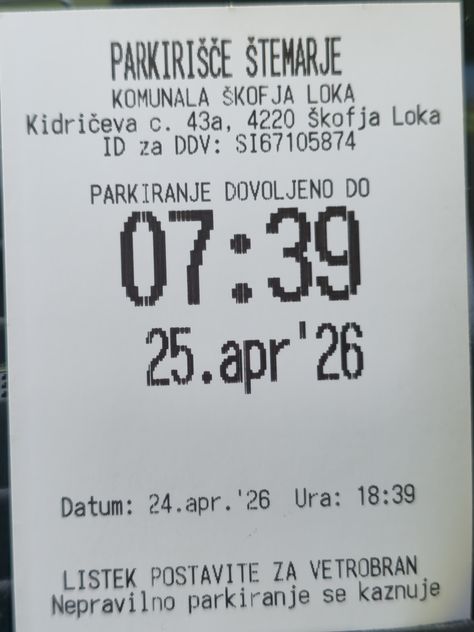 PARKIRIŠČE ŠTEMARJE
KOMUNALA ŠKOFJA LOKA
Kidričeva c. 43a, 4220 Škofja Loka
ID za DDV: SI67105874
PARKIRANJE DOVOLJENO DO
07:39
25.apr'26
Datum: 24.apr.'26 Ura: 18:39
LISTEK POSTAVITE ZA VETROBRAN
Nepravilno parkiranje se kaznuje